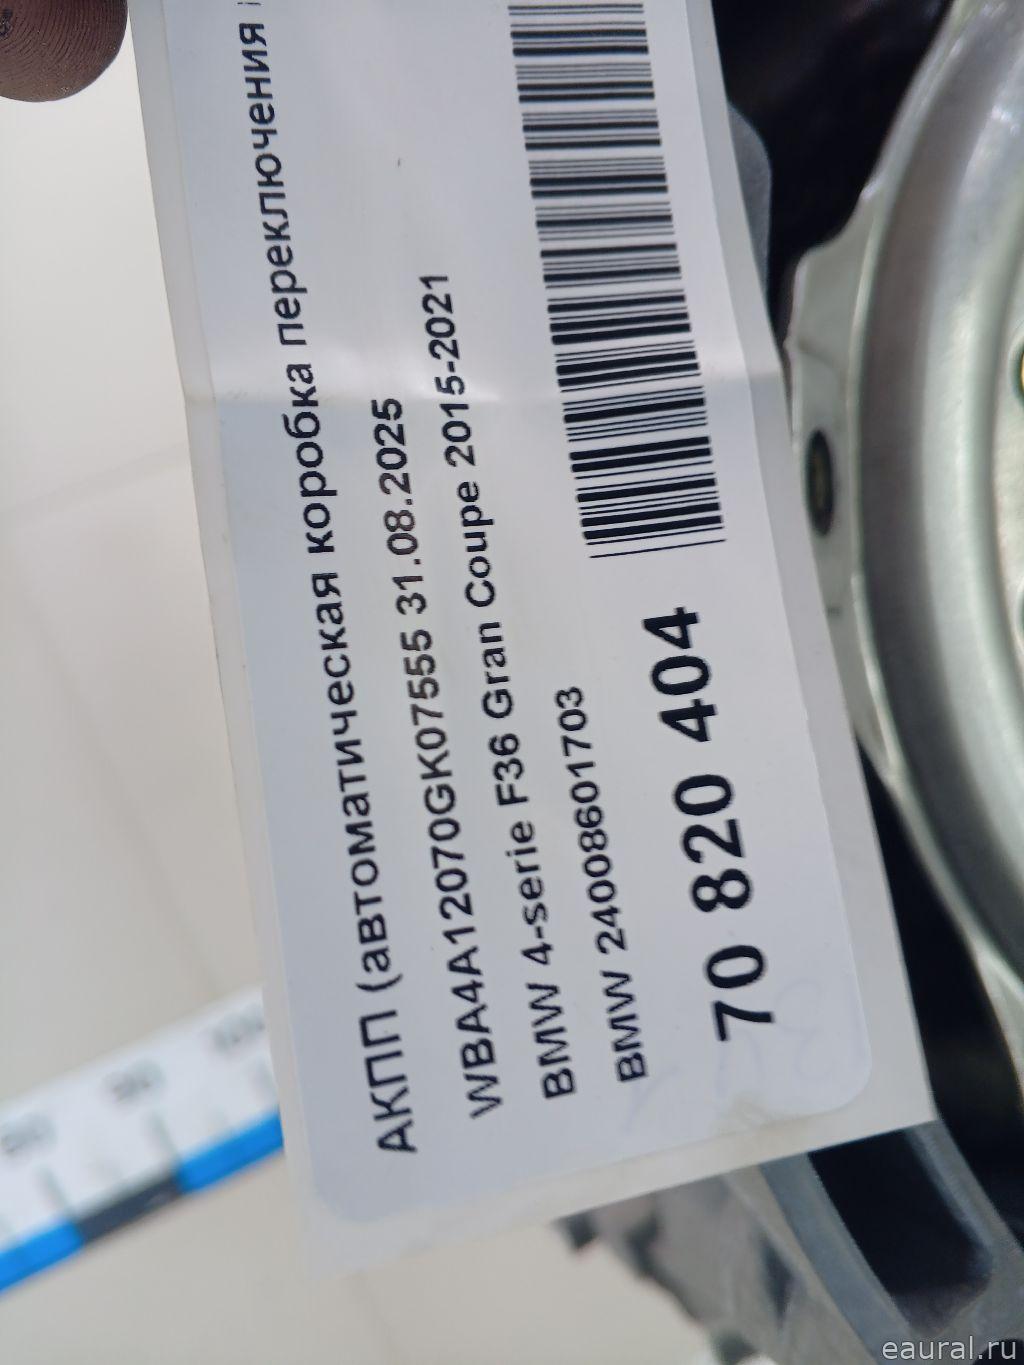 АКПП (автоматическая коробка переключения
WBA4A12070GK07555 31.08.2025
BMW 4-serie F36 Gran Coupe 2015-2021
BMW 24008601703
70 820 404
90
eaural.ru